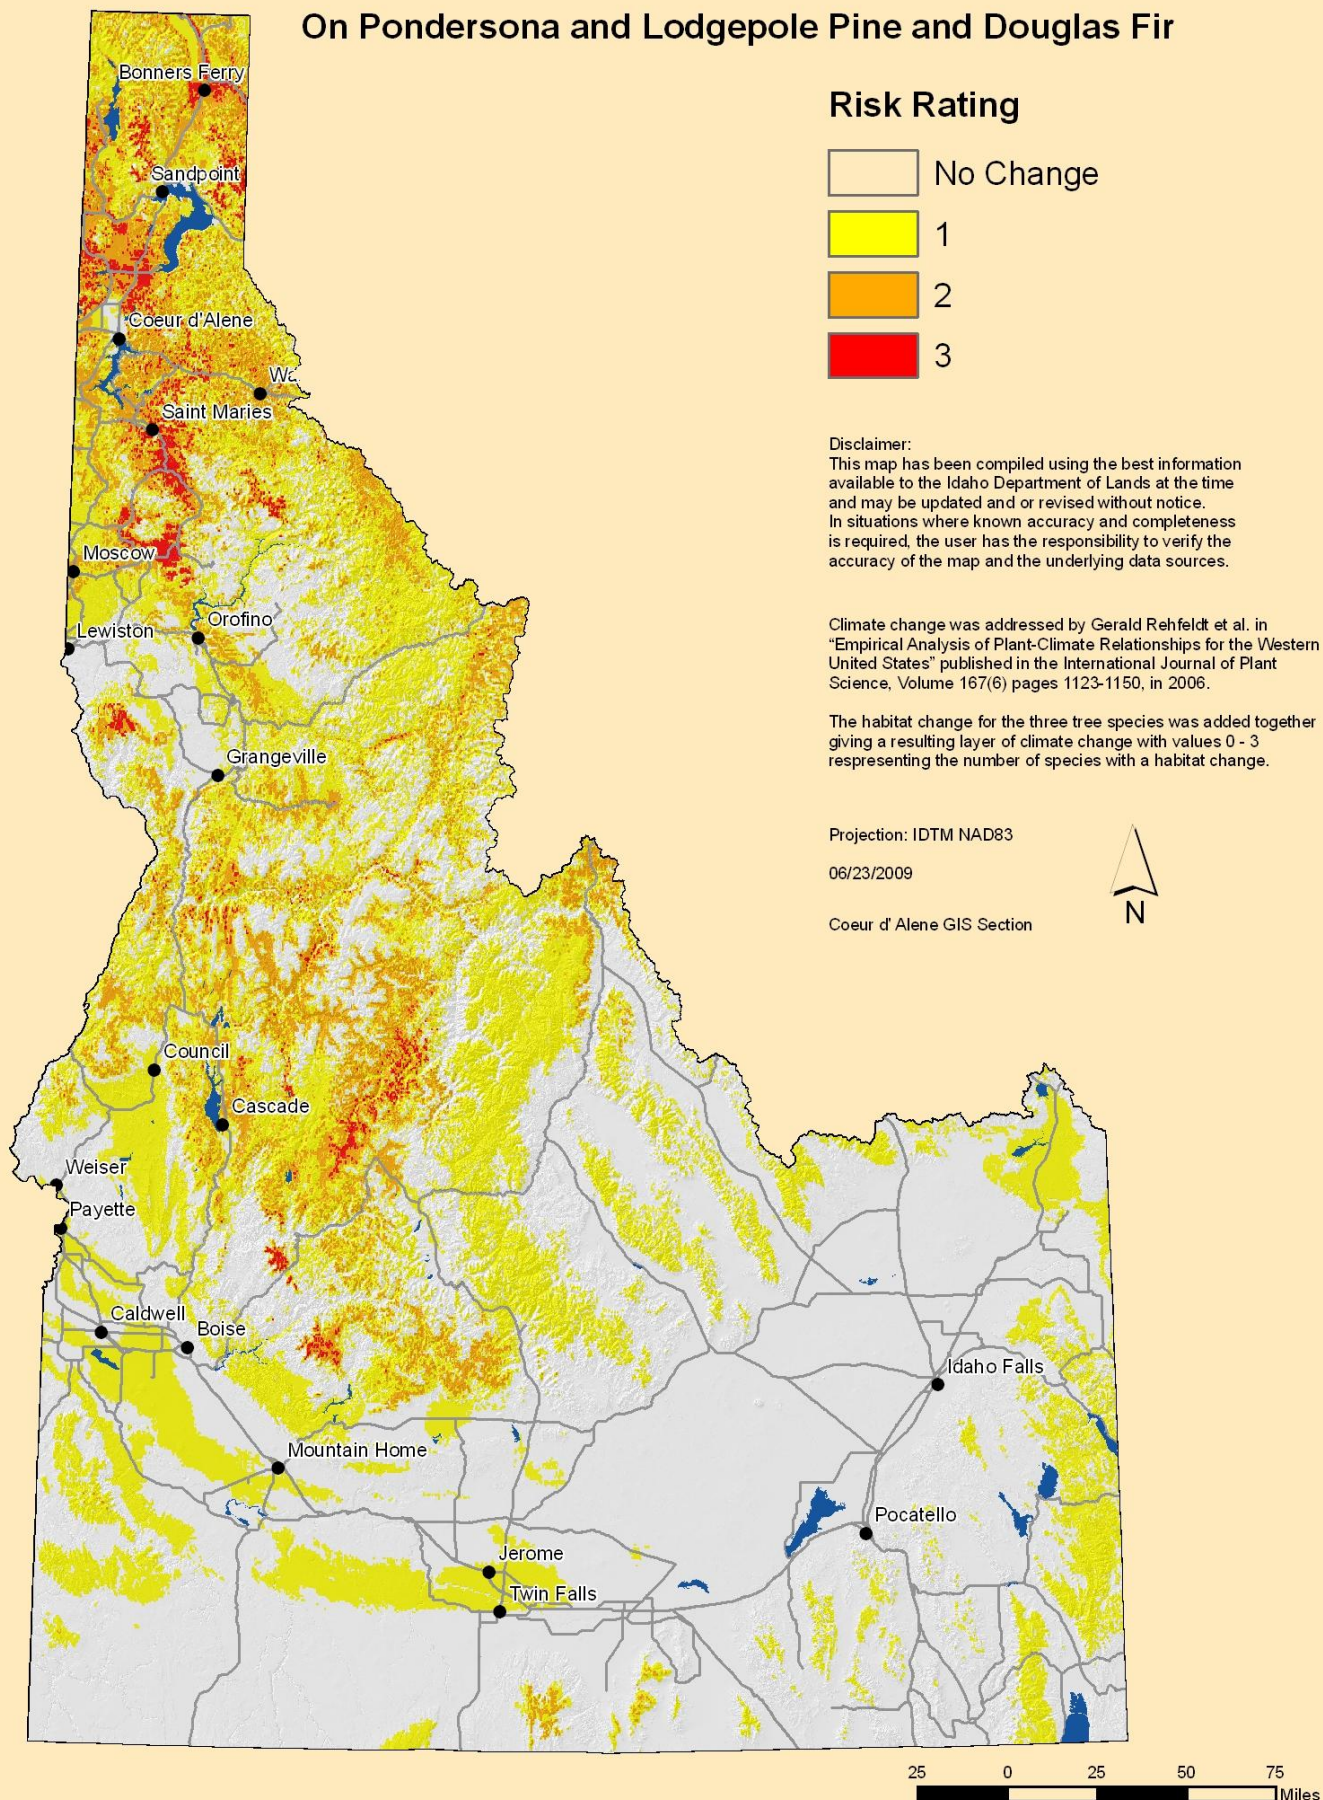 On Pondersona and Lodgepole Pine and Douglas Fir
Risk Rating
No Change
1
2
3
Disclaimer:
This map has been compiled using the best information
available to the Idaho Department of Lands at the time
and may be updated and or revised without notice.
In situations where known accuracy and completeness
is required, the user has the responsibility to verify the
accuracy of the map and the underlying data sources.
Climate change was addressed by Gerald Rehfeldt et al. in
“Empirical Analysis of Plant-Climate Relationships for the Western
United States” published in the International Journal of Plant
Science, Volume 167(6) pages 1123-1150, in 2006.
The habitat change for the three tree species was added together
giving a resulting layer of climate change with values 0 - 3
respresenting the number of species with a habitat change.
Projection: IDTM NAD83
06/23/2009
Coeur d' Alene GIS Section
N
Bonners Ferry
Sandpoint
Coeur d'Alene
Wa
Saint Maries
Moscow
Lewiston
Orofino
Grangeville
Council
Cascade
Weiser
Payette
Caldwell
Boise
Idaho Falls
Mountain Home
Pocatello
Jerome
Twin Falls
25 0 25 50 75
Miles